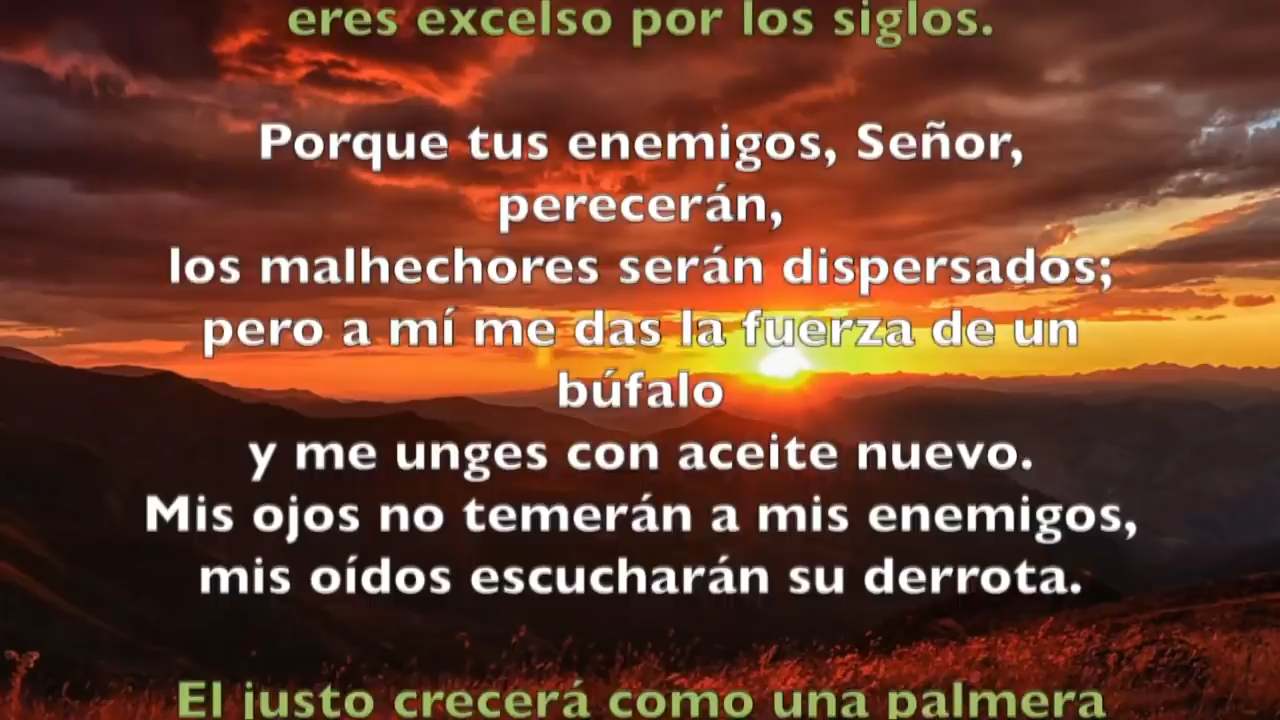 eres excelso por los siglos.
Porque tus enemigos, Señor,
perecerán,
los malhechores serán dispersados;
pero a mí me das la fuerza de un
búfalo
y me unges con aceite nuevo.
Mis ojos no temerán a mis enemigos,
mis oídos escucharán su derrota.
El justo crecerá como una palmera